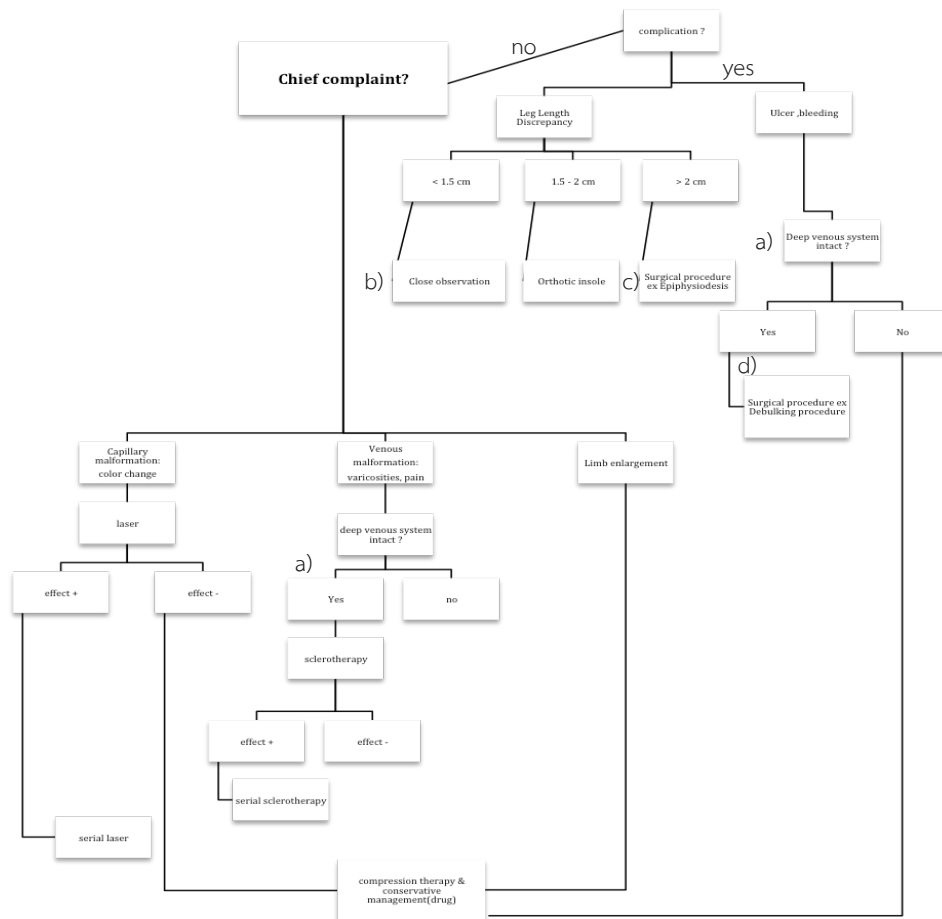 complication ?
no
yes
Chief complaint?
Leg Length
Discrepancy
Ulcer ,bleeding
< 1.5 cm
1.5 - 2 cm
> 2 cm
a)
Deep venous system
intact ?
b)
Close observation
Orthotic insole
c)
Surgical procedure
ex Epiphysiodesis
Yes
No
d)
Surgical procedure ex
Debulking procedure
Capillary
malformation:
color change
Venous
malformation:
varicosities, pain
Limb enlargement
laser
deep venous system
intact ?
a)
effect +
effect -
Yes
no
sclerotherapy
effect +
effect -
serial sclerotherapy
serial laser
compression therapy &
conservative
management(drug)